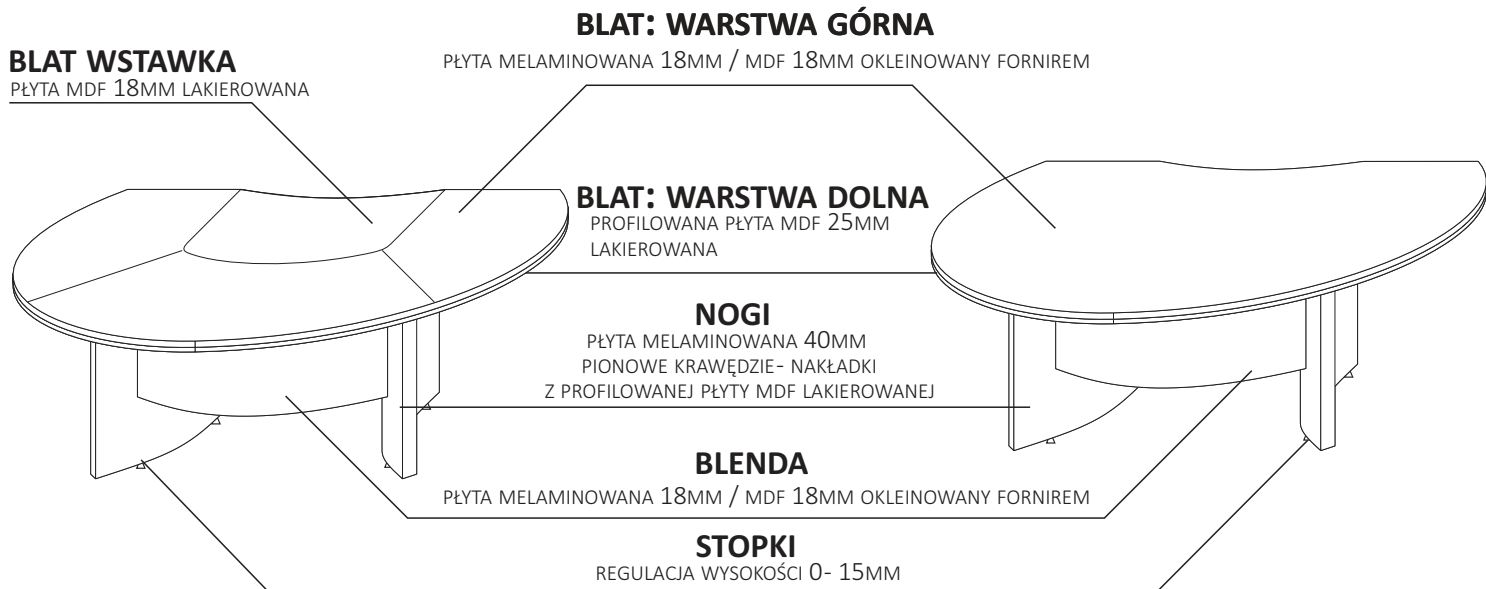 BLAT: WARSTWA GÓRNA
PŁYTA MELAMINOWANA 18MM / MDF 18MM OKLEINOWANY FORNIREM
BLAT WSTAWKA
PŁYTA MDF 18MM LAKIEROWANA
BLAT: WARSTWA DOLNA
PROFILOWANA PŁYTA MDF 25MM
LAKIEROWANA
NOGI
PŁYTA MELAMINOWANA 40MM
PIONOWE KRAWĘDZIE- NAKŁADKI
Z PROFILOWANEJ PŁYTY MDF LAKIEROWANEJ
BLENDA
PŁYTA MELAMINOWANA 18MM / MDF 18MM OKLEINOWANY FORNIREM
STOPKI
REGULACJA WYSOKOŚCI 0- 15MM